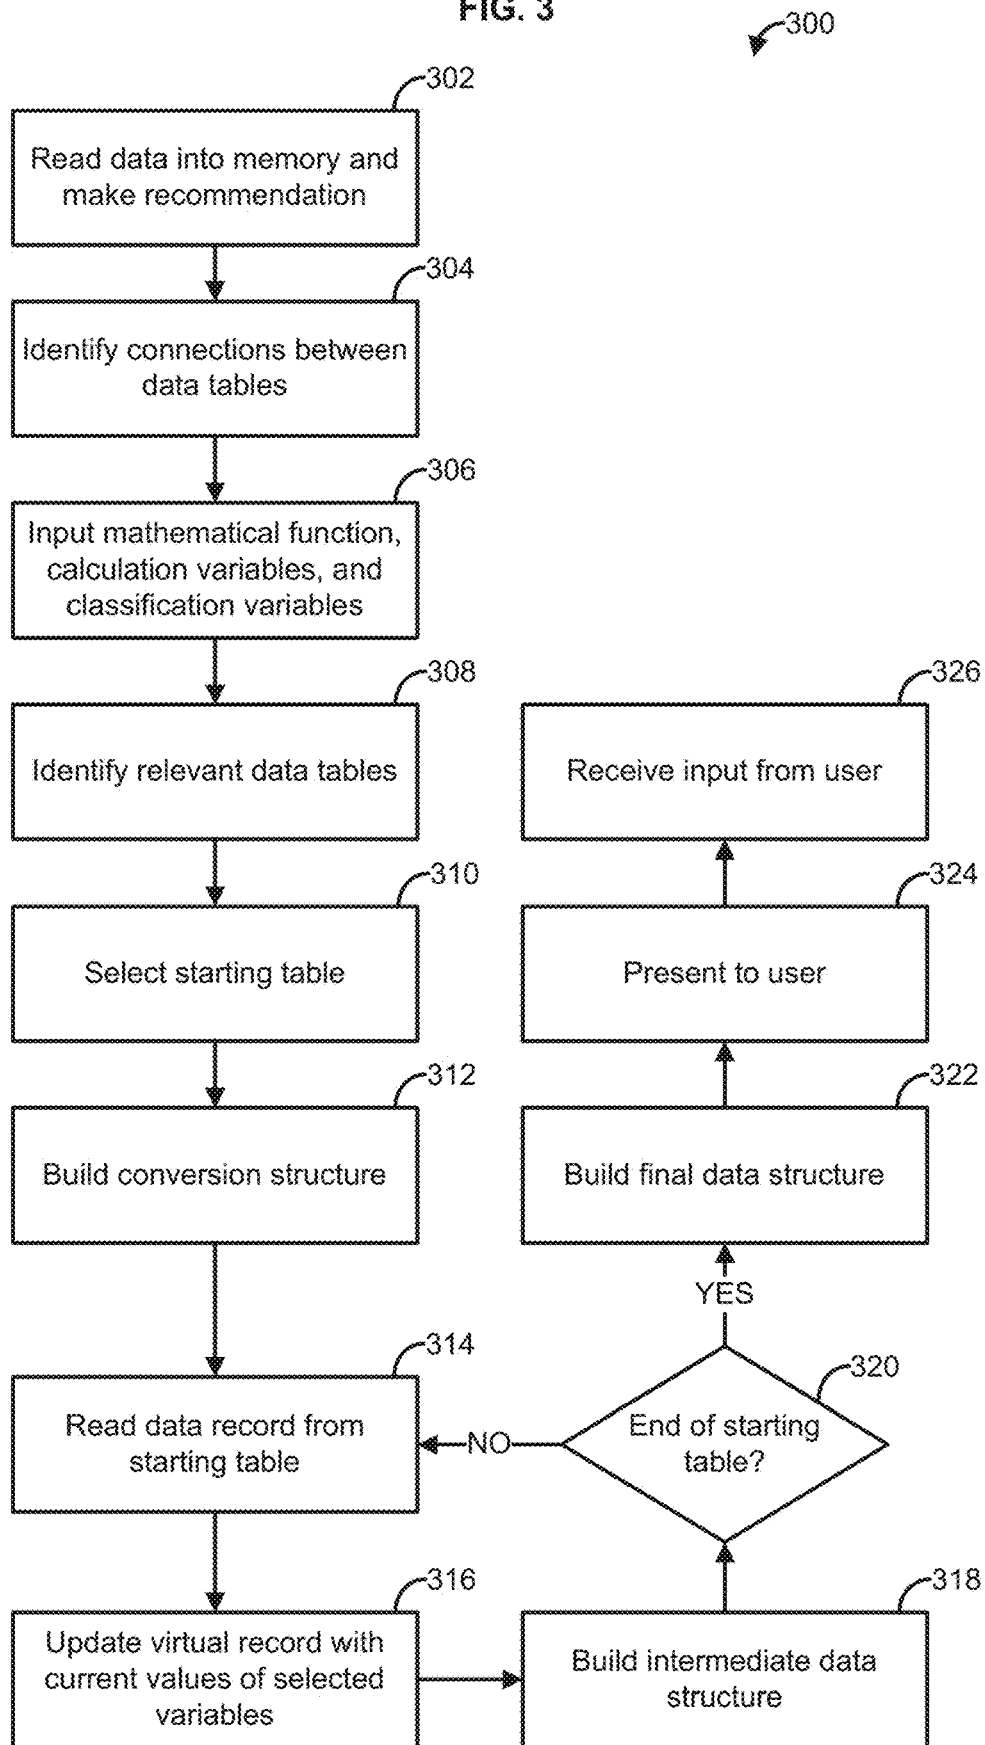 FIG. 3
300
302
Read data into memory and
make recommendation
304
Identify connections between
data tables
306
Input mathematical function,
calculation variables, and
classification variables
308
Identify relevant data tables
310
Select starting table
312
Build conversion structure
314
Read data record from
starting table
316
Update virtual record with
current values of selected
variables
318
Build intermediate data
structure
320
End of starting
table?
NO
YES
322
Build final data structure
324
Present to user
326
Receive input from user